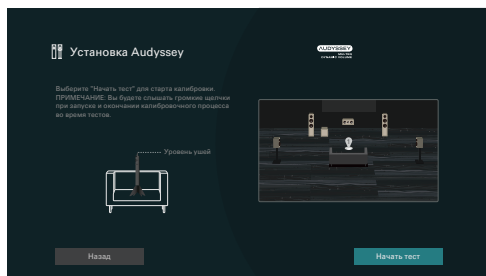 Установка Audyssey
AUDYSSEY
Выберите "Начать тест" для старта калибровки.
ПРИМЕЧАНИЕ: Вы будете слышать громкие щелчки
при запуске и окончании калибровочного процесса
во время тестов.
Уровень ушей
Назад
Начать тест